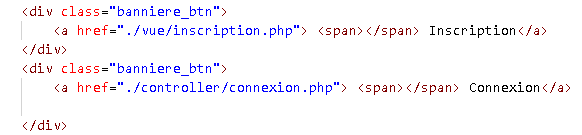 <div class="banniere_btn">
<a href="./vue/inscription.php"> <span></span> Inscription</a>
</div>
<div class="banniere_btn">
<a href="./controller/connexion.php"> <span></span> Connexion</a>
</div>